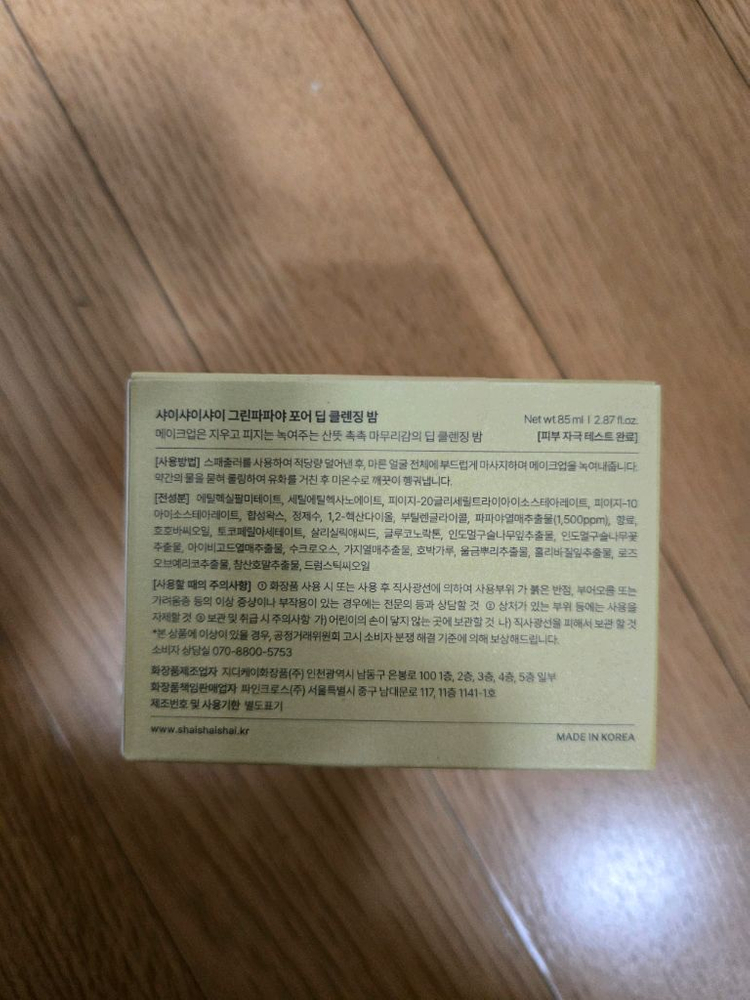 샤이샤이샤이 그린파파야 포어 딥 클렌징 밤
Net wt 85 ml | 2.87 fl.oz.
메이크업은 지우고 피지는 녹여주는 산뜻 촉촉 마무리감의 딥 클렌징 밤
[피부 자극 테스트 완료]
[사용방법] 스패출러를 사용하여 적당량 덜어낸 후, 마른 얼굴 전체에 부드럽게 마사지하며 메이크업을 녹여내줍니다.
약간의 물을 묻혀 롤링하여 유화를 거친 후 미온수로 깨끗이 헹궈냅니다.
[전성분] 에틸헥실팔미테이트, 세틸에틸헥사노에이트, 피이지-20글리세릴트라이아이소스테아레이트, 피이지-10
아이소스테아레이트, 합성왁스, 정제수, 1,2-헥산다이올, 부틸렌글라이콜, 파파야열매추출물(1,500ppm), 향료,
호호바씨오일, 토코페릴아세테이트, 살리실릭애씨드, 글루코노락톤, 인도멀구슬나무잎추출물, 인도멀구슬나무꽃
추출물, 아이비고드열매추출물, 수크로오스, 가지열매추출물, 호박가루, 울금뿌리추출물, 홀리바질잎추출물, 로즈
오브예리코추출물, 참산호말추출물, 드럼스틱씨오일
[사용할 때의 주의사항] ① 화장품 사용 시 또는 사용 후 직사광선에 의하여 사용부위 가 붉은 반점, 부어오름 또는
가려움증 등의 이상 증상이나 부작용이 있는 경우에는 전문의 등과 상담할 것 ② 상처가 있는 부위 등에는 사용을
자제할 것 ③ 보관 및 취급 시 주의사항 가) 어린이의 손이 닿지 않는 곳에 보관할 것 나) 직사광선을 피해서 보관 할 것
*본 상품에 이상이 있을 경우, 공정거래위원회 고시 소비자 분쟁 해결 기준에 의해 보상해드립니다.
소비자 상담실 070-8800-5753
화장품제조업자 지디케이화장품(주) 인천광역시 남동구 은봉로 100 1층, 2층, 3층, 4층, 5층 일부
화장품책임판매업자 파인크로스(주) 서울특별시 중구 남대문로 117, 11층 1141-1호
제조번호 및 사용기한 별도표기
www.shaishaishai.kr
MADE IN KOREA